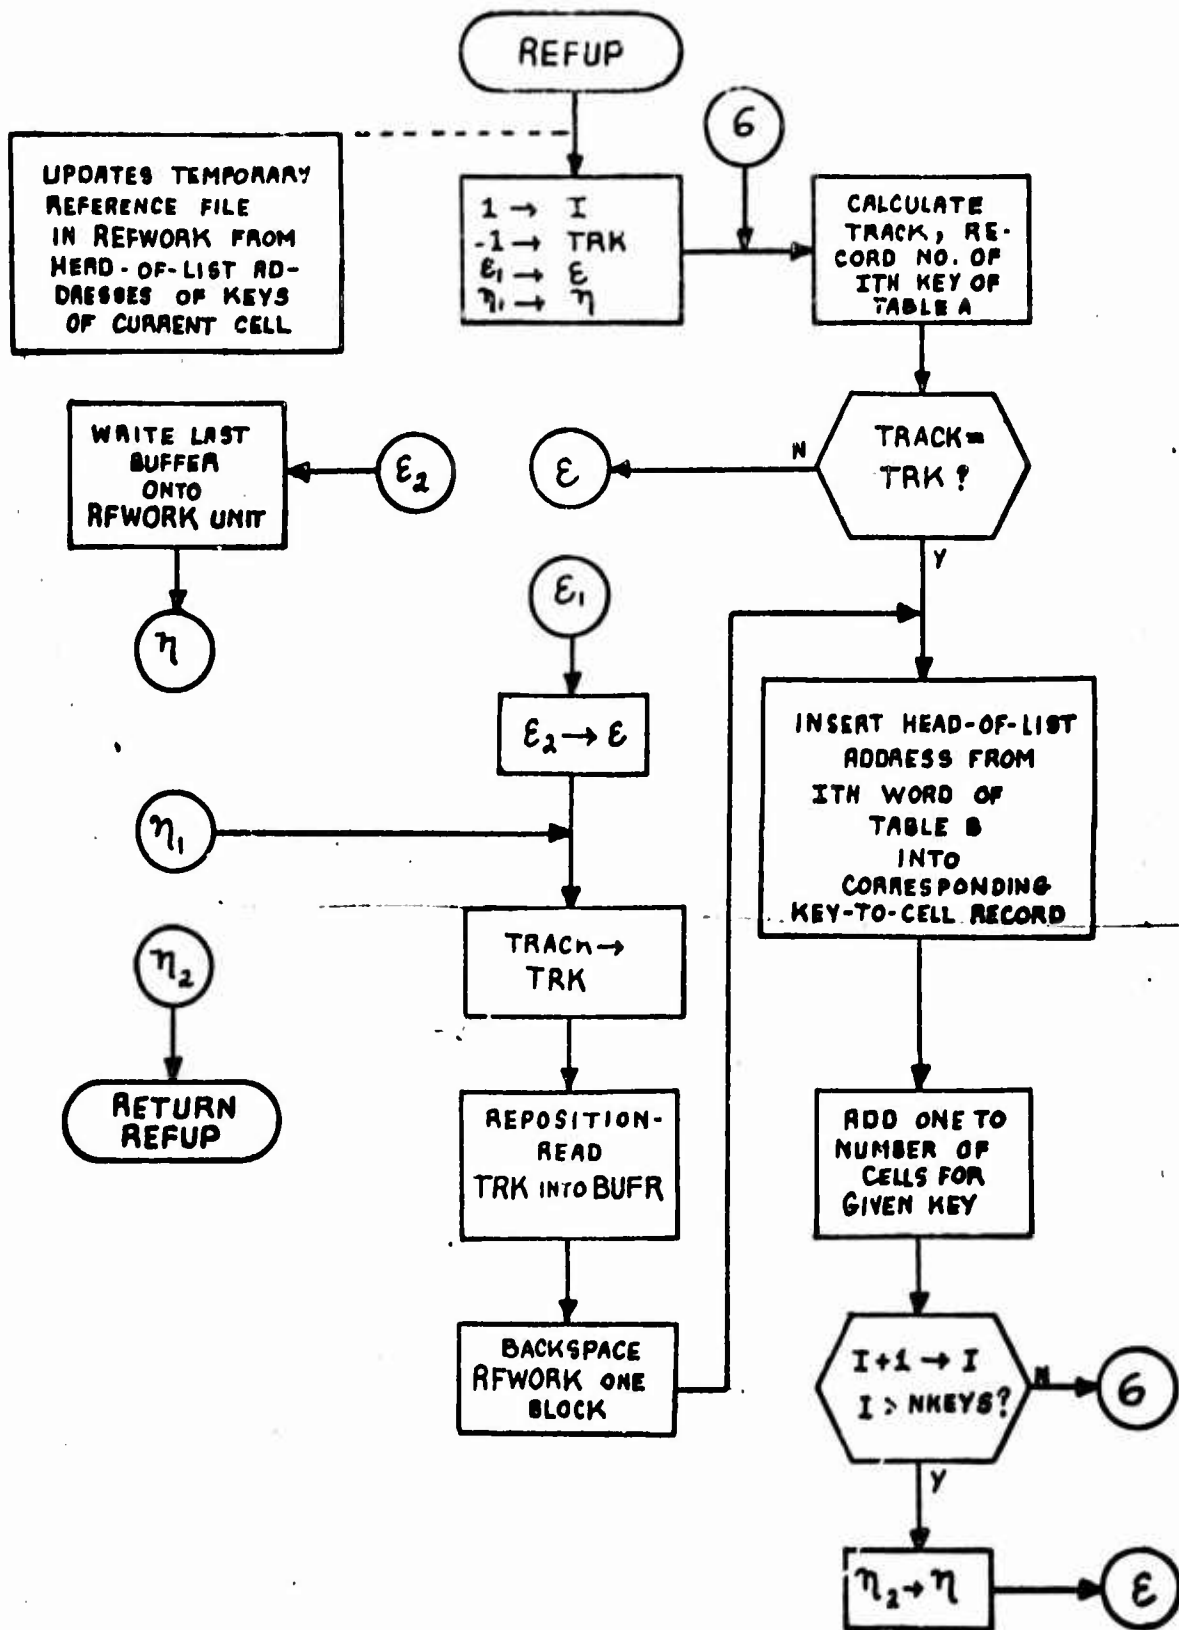 REFUP
6
UPDATES TEMPORARY
REFERENCE FILE
IN REFWORK FROM
HEAD-OF-LIST AD-
DRESSES OF KEYS
OF CURRENT CELL
1 → I
-1 → TRK
ε₁ → ε
η₁ → η
CALCULATE
TRACK, RE-
CORD NO. OF
ITH KEY OF
TABLE A
WRITE LAST
BUFFER
ONTO
RFWORK UNIT
ε₂
ε
N
TRACK=
TRK ?
Y
η
ε₁
ε₂ → ε
η₁
INSERT HEAD-OF-LIST
ADDRESS FROM
ITH WORD OF
TABLE B
INTO
CORRESPONDING
KEY-TO-CELL RECORD
TRACK →
TRK
η₂
RETURN
REFUP
REPOSITION-
READ
TRK INTO BUFR
ADD ONE TO
NUMBER OF
CELLS FOR
GIVEN KEY
BACKSPACE
RFWORK ONE
BLOCK
I+1 → I
I > NKEYS?
N
6
Y
η₂ → η
ε